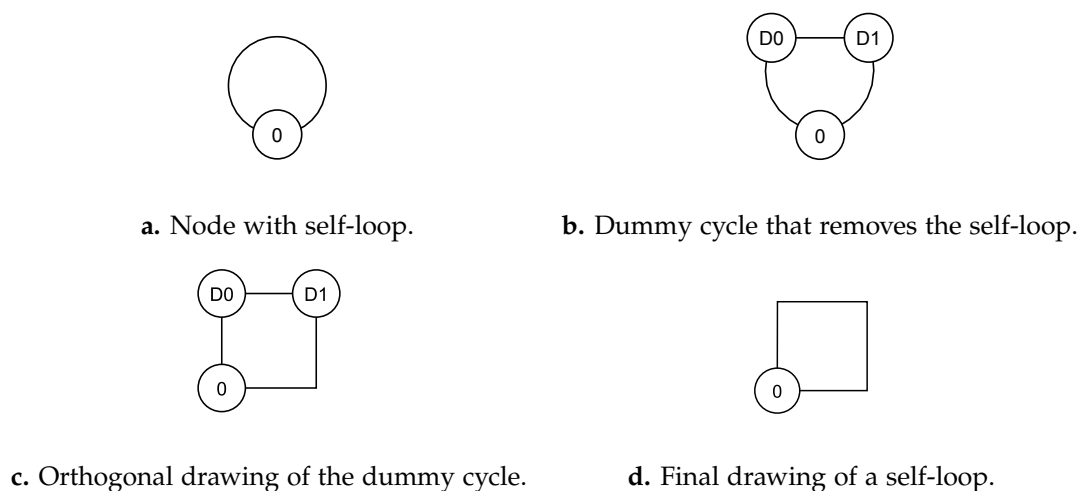 D0 D1
0 0
a. Node with self-loop. b. Dummy cycle that removes the self-loop.
D0 D1
0 0
c. Orthogonal drawing of the dummy cycle. d. Final drawing of a self-loop.